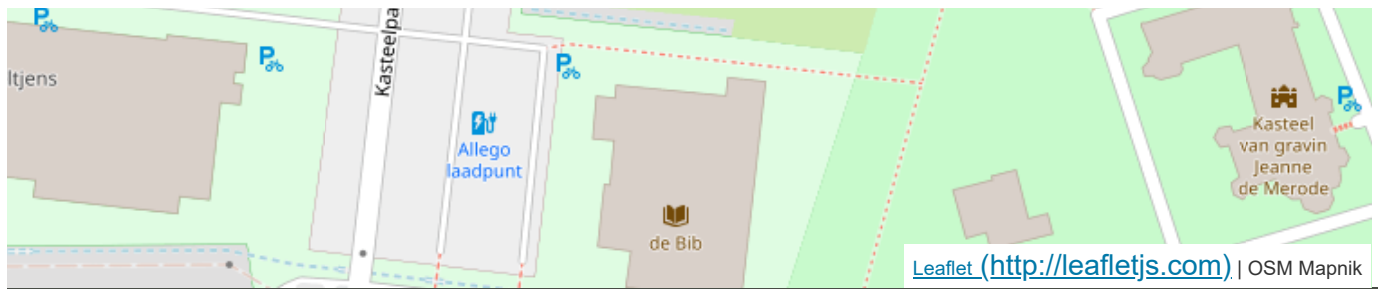 P
ltjens
P
Kasteelpa
P
Allego
laadpunt
de Bib
P
Kasteel
van gravin
Jeanne
de Merode
Leaflet (http://leafletjs.com) | OSM Mapnik